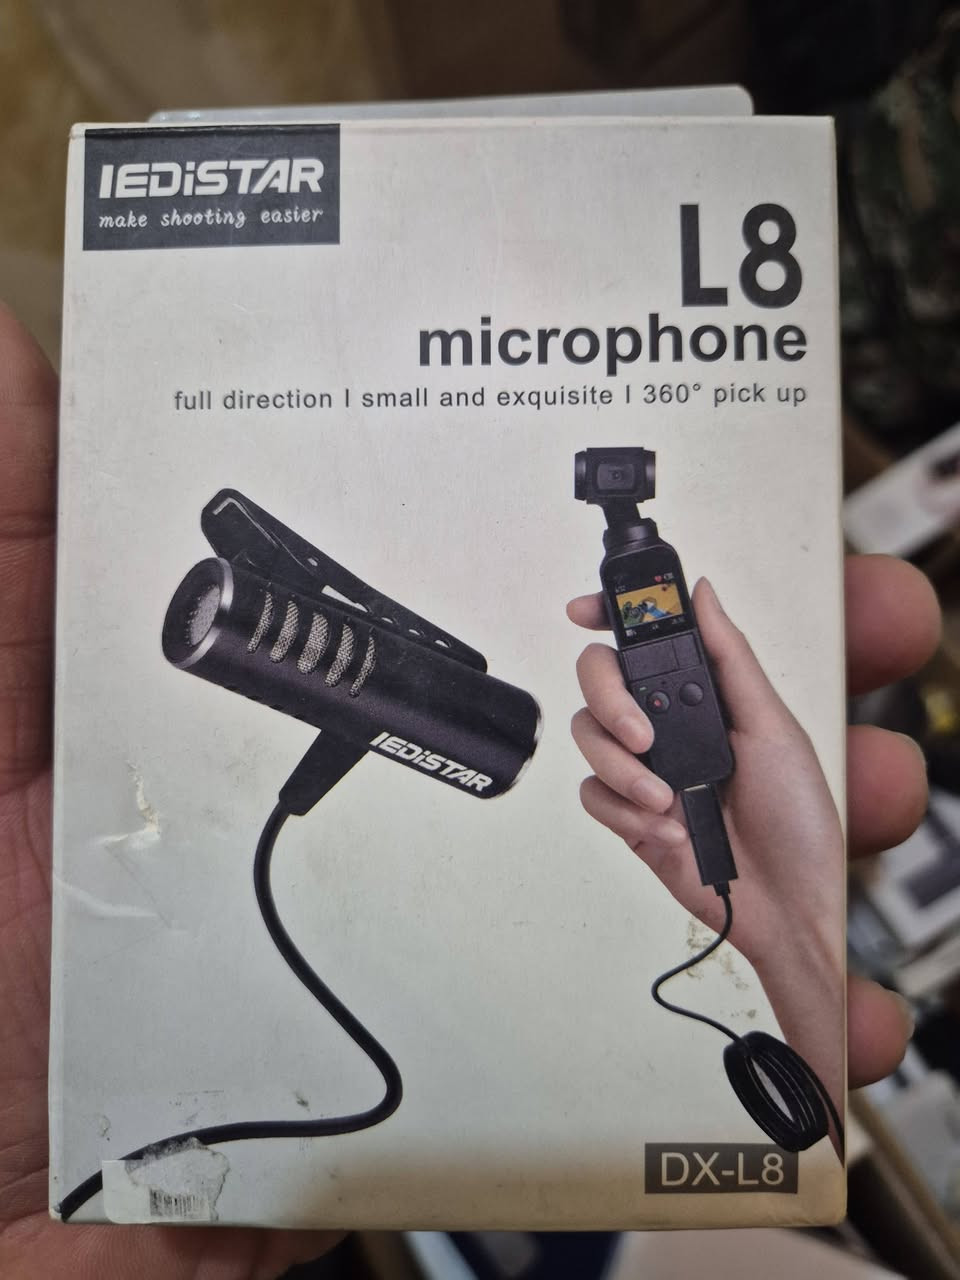 IEDiSTAR
make shooting easier
L8
microphone
full direction I small and exquisite I 360° pick up
IEDiSTAR
DX-L8